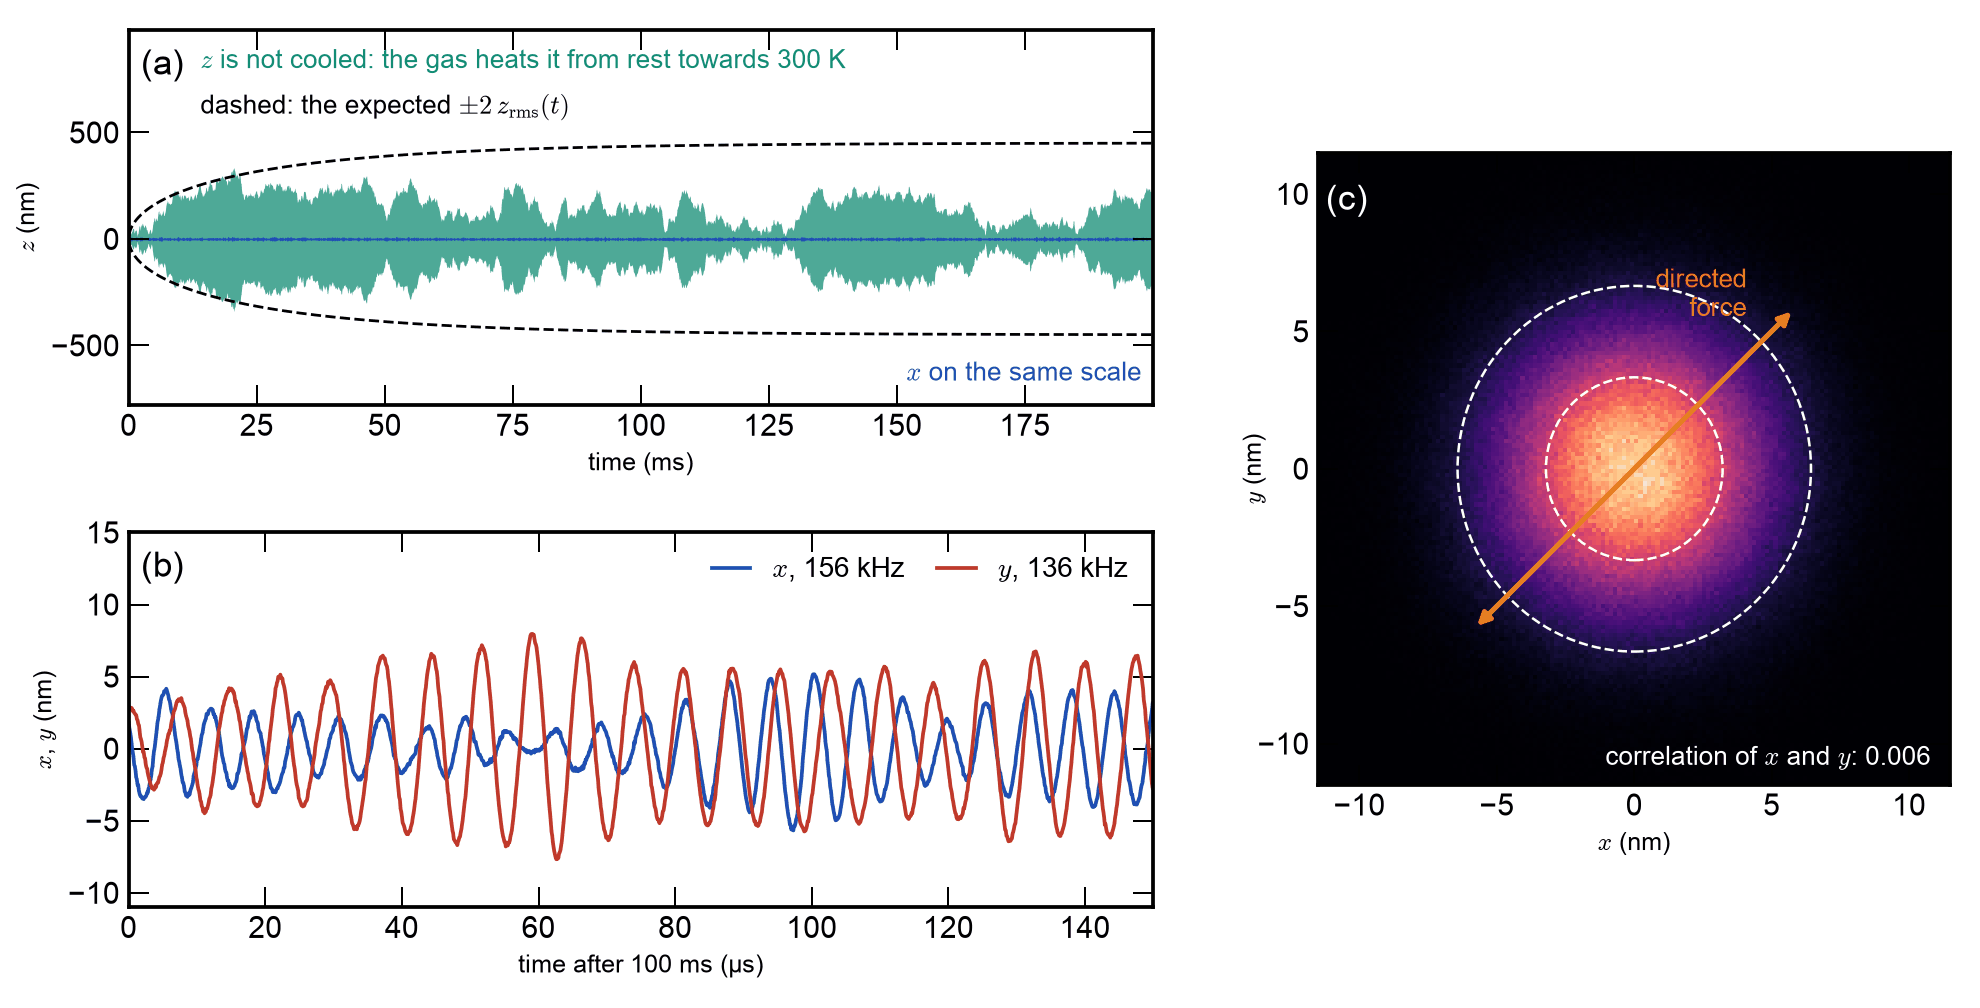 (a)
z is not cooled: the gas heats it from rest towards 300 K
dashed: the expected ±2 z_rms(t)
500
0
−500
z (nm)
x on the same scale
0 25 50 75 100 125 150 175
time (ms)
(b)
x, 156 kHz y, 136 kHz
15
10
5
0
−5
−10
x, y (nm)
0 20 40 60 80 100 120 140
time after 100 ms (µs)
(c)
directed
force
10
5
0
−5
−10
y (nm)
correlation of x and y: 0.006
−10 −5 0 5 10
x (nm)